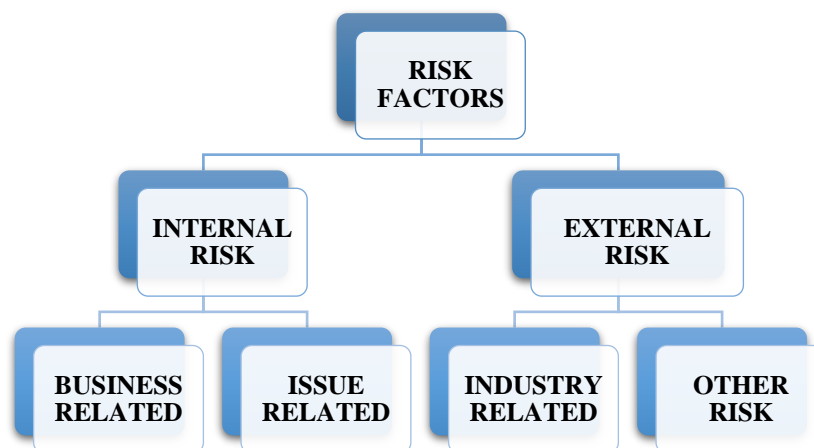 RISK
FACTORS
INTERNAL
RISK
EXTERNAL
RISK
BUSINESS
RELATED
ISSUE
RELATED
INDUSTRY
RELATED
OTHER
RISK